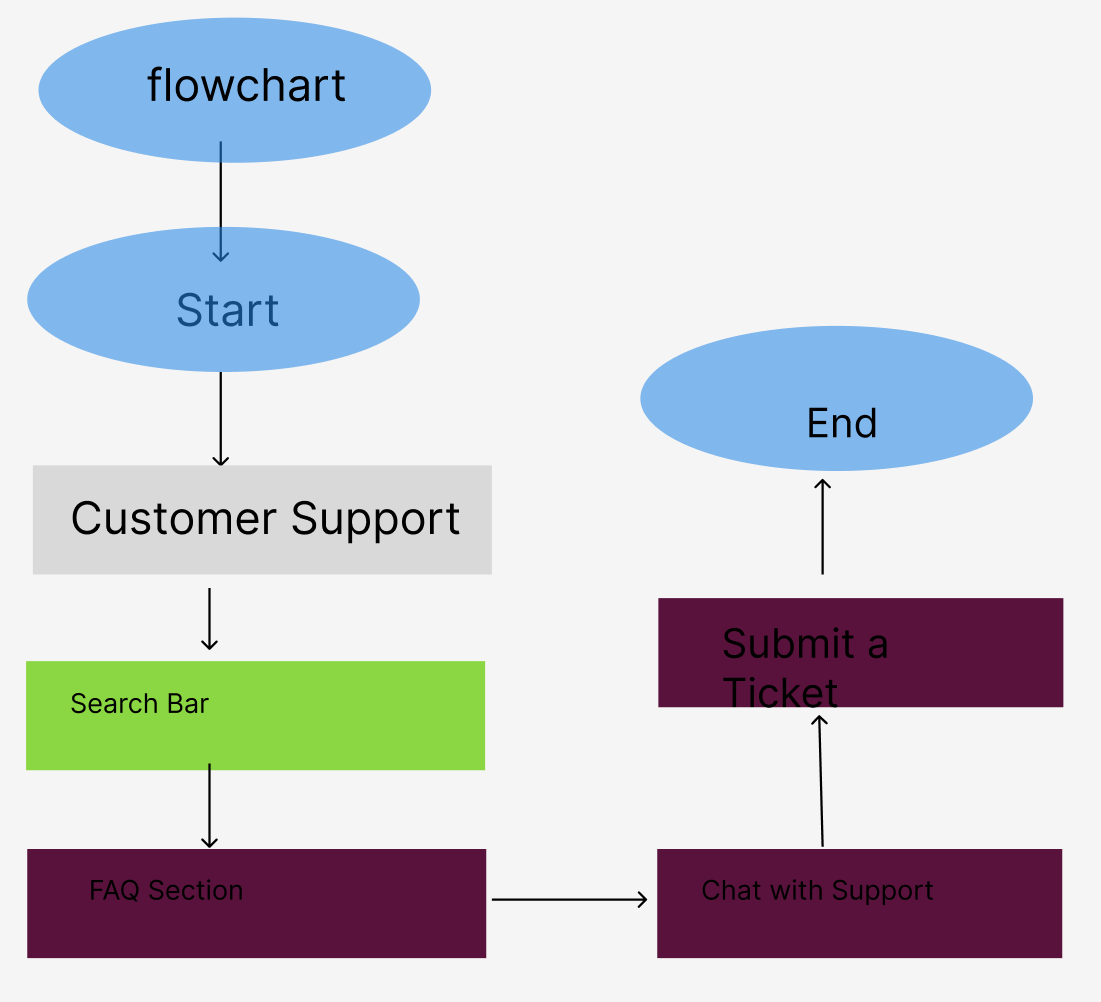 flowchart
Start
Customer Support
Search Bar
FAQ Section
Chat with Support
Submit a
Ticket
End